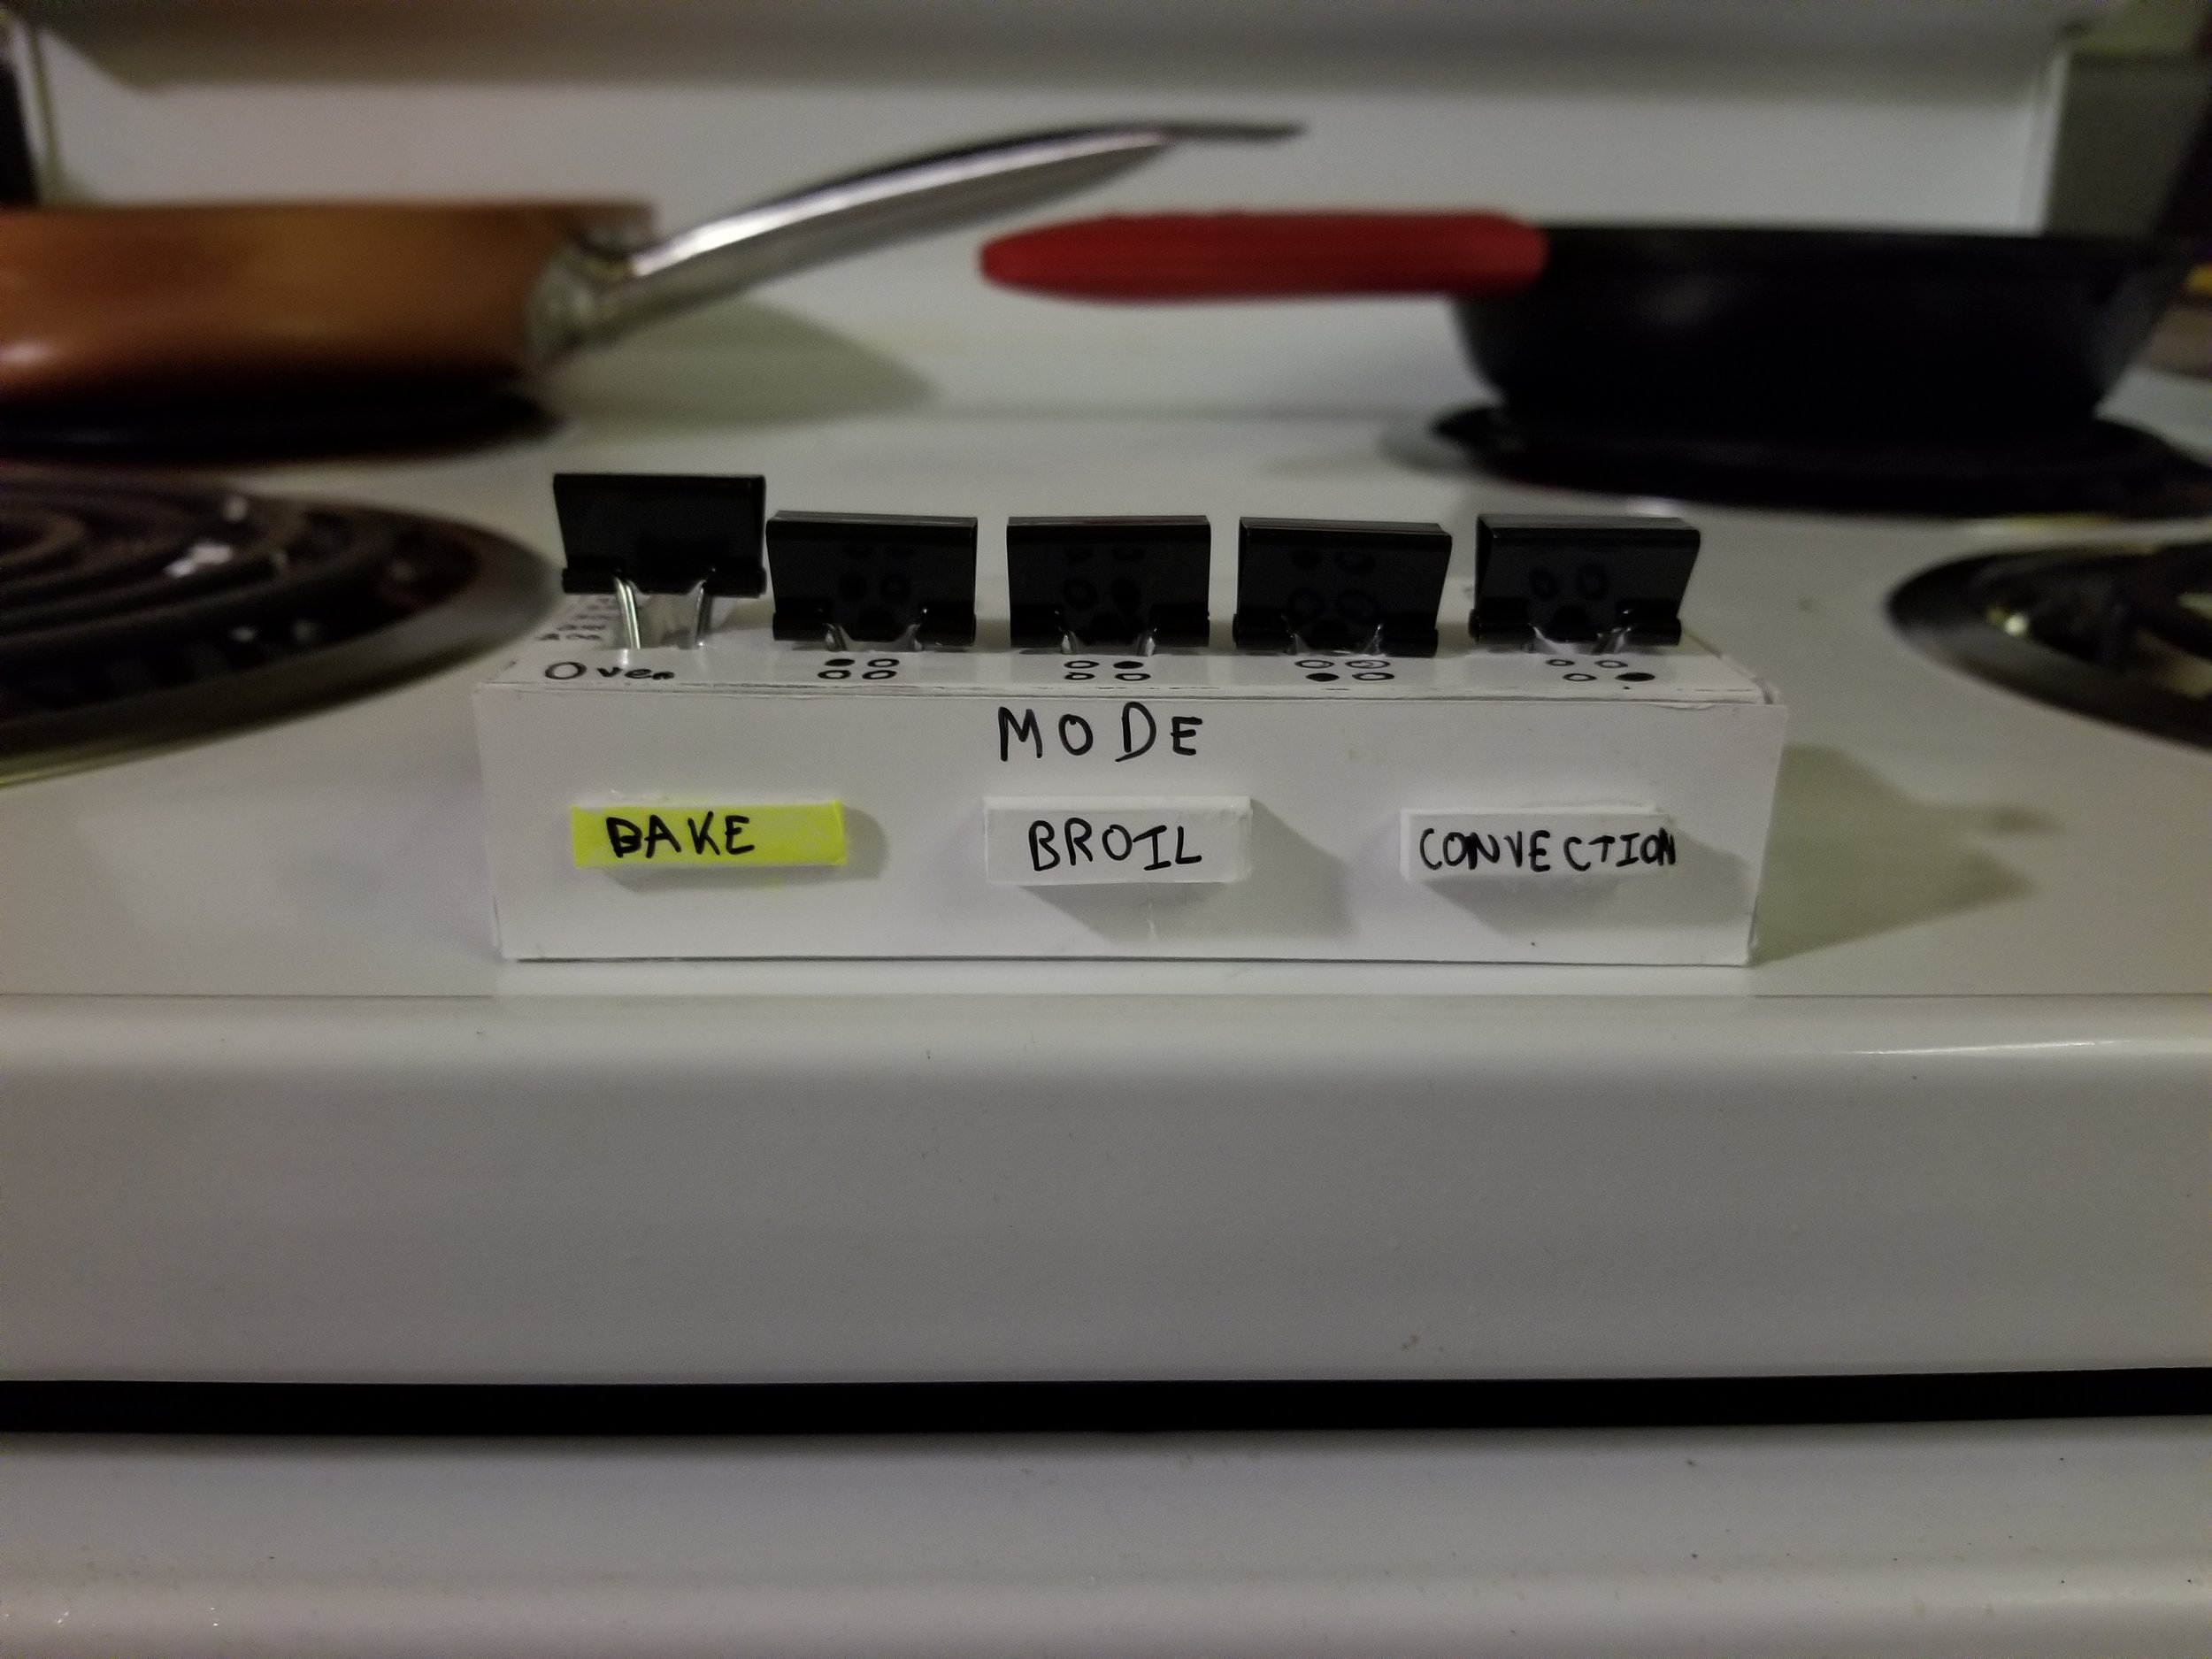 Oven
MODE
BAKE
BROIL
CONVECTION